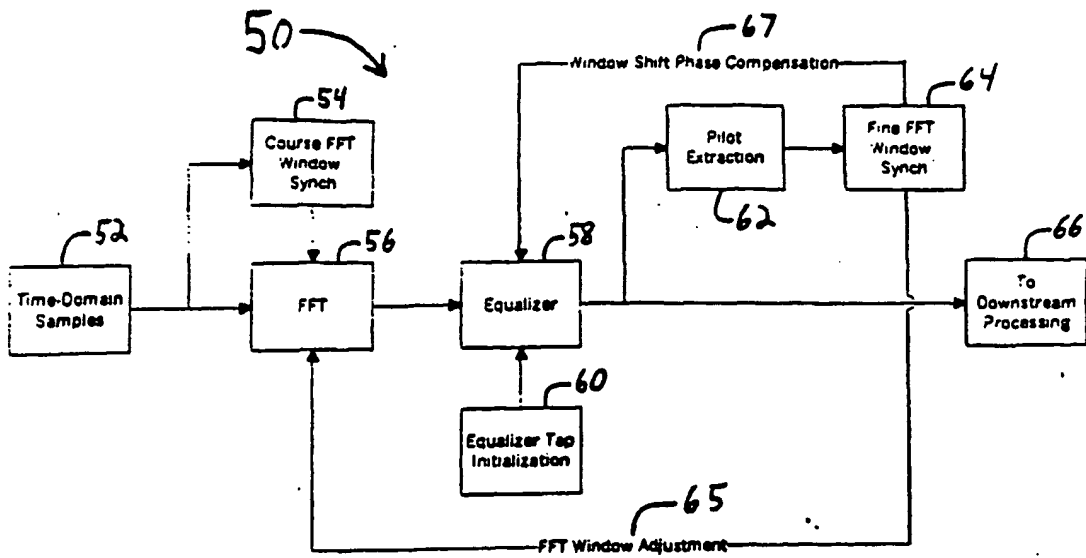 50
67
Window Shift Phase Compensation
54
64
Course FFT
Window
Synch
Pilot
Extraction
Fine FFT
Window
Synch
62
52
56
58
66
Time-Domain
Samples
FFT
Equalizer
To
Downstream
Processing
60
Equalizer Tap
Initialization
65
FFT Window Adjustment